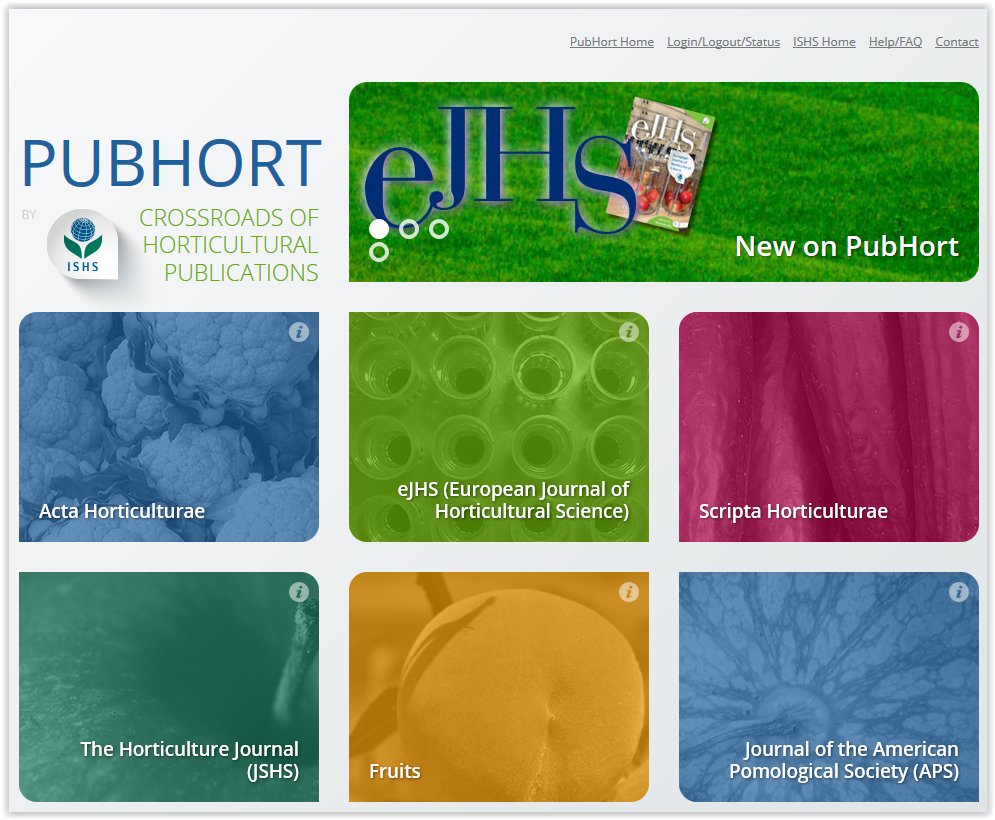 PubHort Home Login/Logout/Status ISHS Home Help/FAQ Contact
PUBHORT
BY
ISHS
CROSSROADS OF
HORTICULTURAL
PUBLICATIONS
eJHS
eJHS
New on PubHort
Acta Horticulturae
eJHS (European Journal of
Horticultural Science)
Scripta Horticulturae
The Horticulture Journal
(JSHS)
Fruits
Journal of the American
Pomological Society (APS)